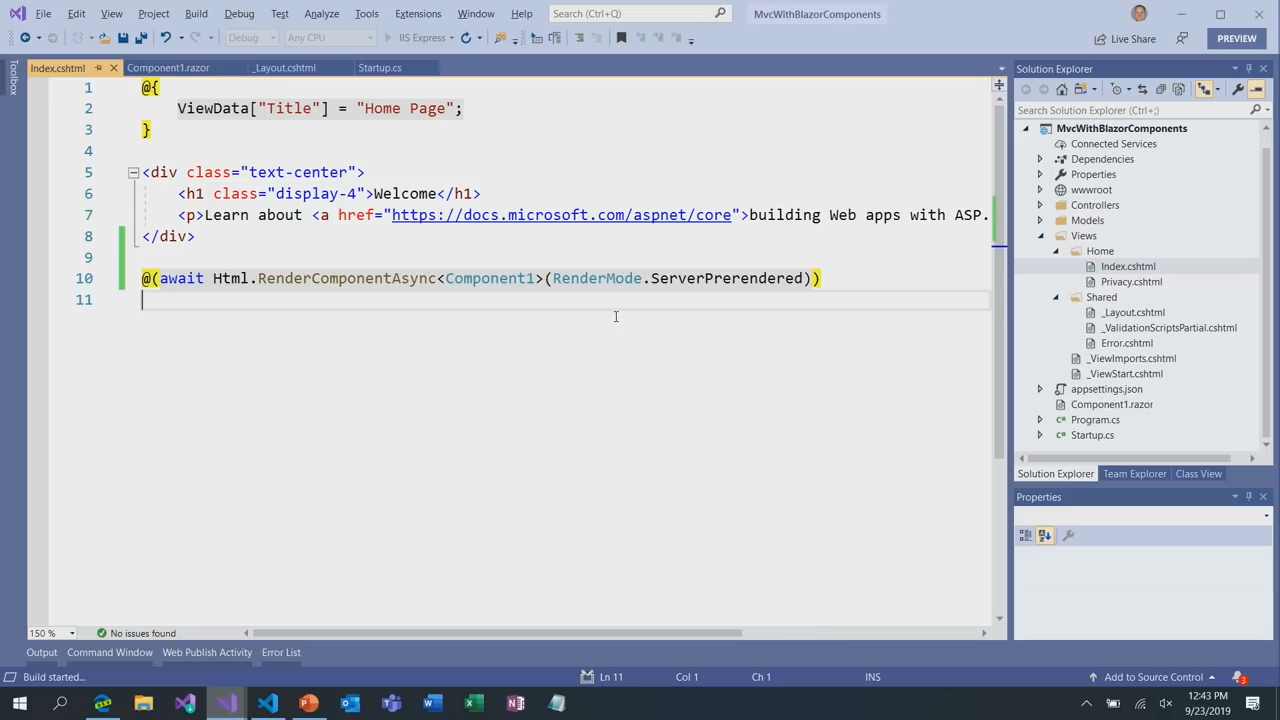 File Edit View Project Build Debug Test Analyze Tools Extensions Window Help Search (Ctrl+Q) MvcWithBlazorComponents
Debug Any CPU IIS Express Live Share PREVIEW
Toolbox
Index.cshtml Component1.razor _Layout.cshtml Startup.cs
1 @{
2 ViewData["Title"] = "Home Page";
3 }
4
5 <div class="text-center">
6 <h1 class="display-4">Welcome</h1>
7 <p>Learn about <a href="https://docs.microsoft.com/aspnet/core">building Web apps with ASP.
8 </div>
9
10 @(await Html.RenderComponentAsync<Component1>(RenderMode.ServerPrerendered))
11
150 % No issues found
Solution Explorer
Search Solution Explorer (Ctrl+;)
MvcWithBlazorComponents
Connected Services
Dependencies
Properties
wwwroot
Controllers
Models
Views
Home
Index.cshtml
Privacy.cshtml
Shared
_Layout.cshtml
_ValidationScriptsPartial.cshtml
Error.cshtml
_ViewImports.cshtml
_ViewStart.cshtml
appsettings.json
Component1.razor
C# Program.cs
C# Startup.cs
Solution Explorer Team Explorer Class View
Properties
Output Command Window Web Publish Activity Error List
Build started... Ln 11 Col 1 Ch 1 INS Add to Source Control 3
12:43 PM
9/23/2019